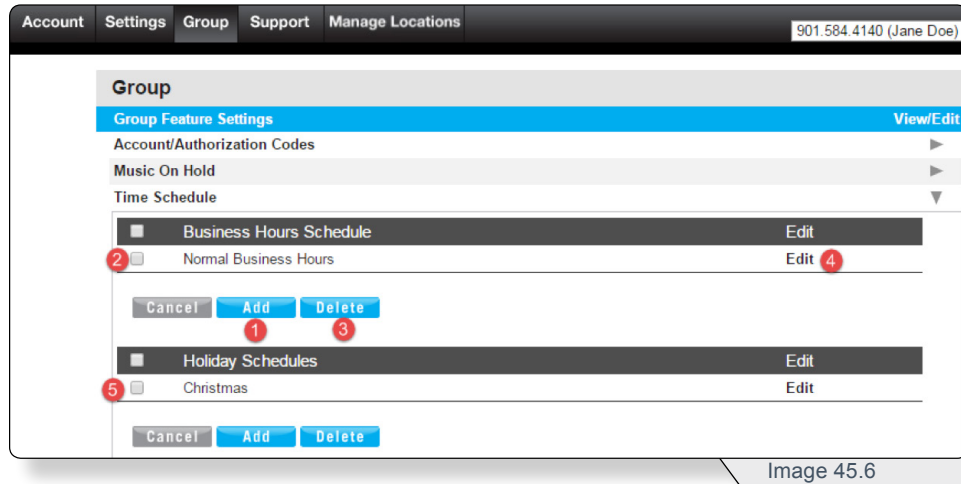 Account Settings Group Support Manage Locations
901.584.4140 (Jane Doe)
Group
Group Feature Settings View/Edit
Account/Authorization Codes
Music On Hold
Time Schedule
Business Hours Schedule Edit
2 Normal Business Hours Edit 4
Cancel Add Delete
1 3
Holiday Schedules Edit
5 Christmas Edit
Cancel Add Delete
Image 45.6